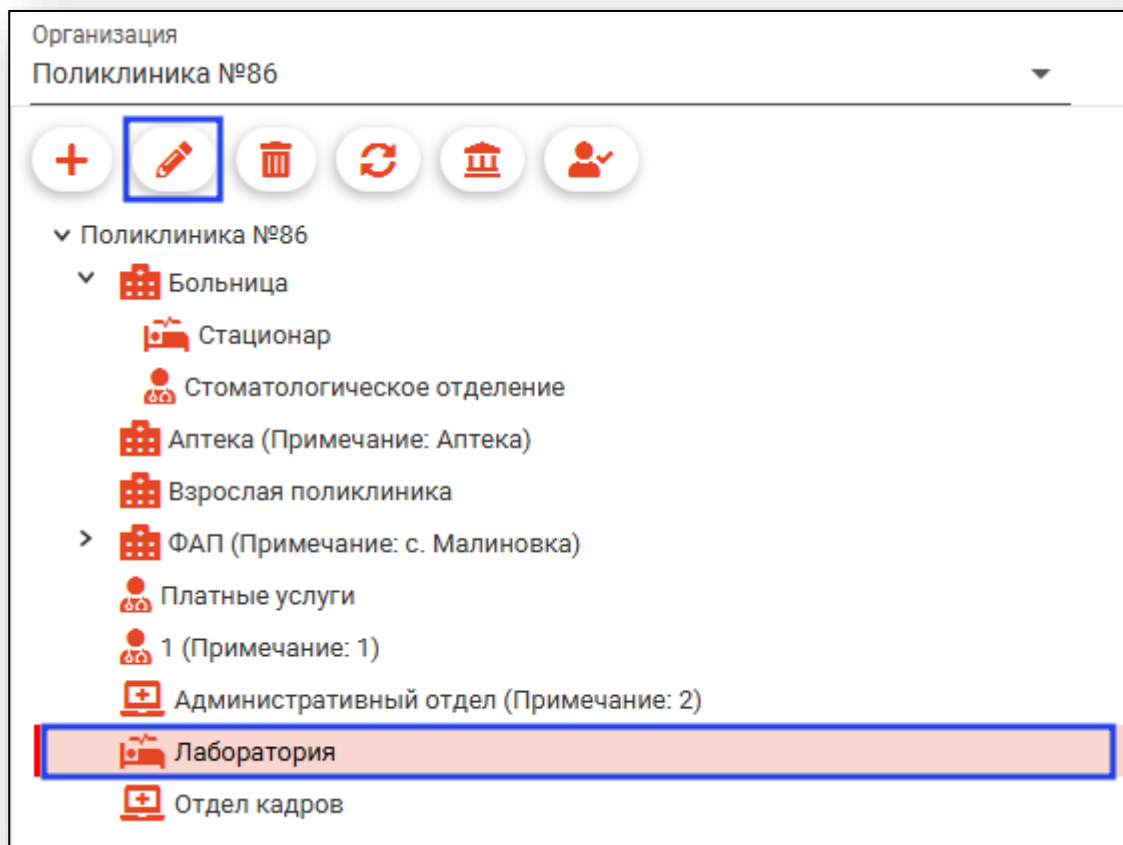 Организация
Поликлиника №86
Поликлиника №86
Больница
Стационар
Стоматологическое отделение
Аптека (Примечание: Аптека)
Взрослая поликлиника
ФАП (Примечание: с. Малиновка)
Платные услуги
1 (Примечание: 1)
Административный отдел (Примечание: 2)
Лаборатория
Отдел кадров